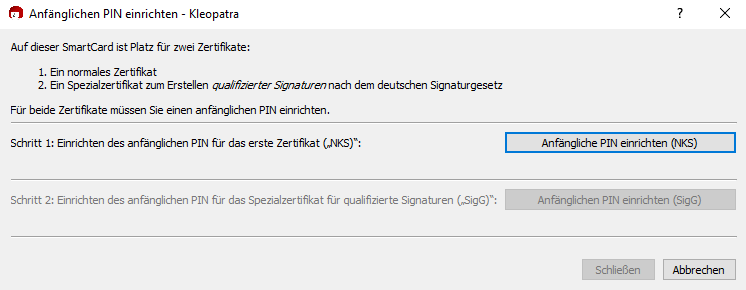 Anfänglichen PIN einrichten - Kleopatra
Auf dieser SmartCard ist Platz für zwei Zertifikate:
1. Ein normales Zertifikat
2. Ein Spezialzertifikat zum Erstellen qualifizierter Signaturen nach dem deutschen Signaturgesetz
Für beide Zertifikate müssen Sie einen anfänglichen PIN einrichten.
Schritt 1: Einrichten des anfänglichen PIN für das erste Zertifikat („NKS)“: Anfängliche PIN einrichten (NKS)
Schritt 2: Einrichten des anfänglichen PIN für das Spezialzertifikat für qualifizierte Signaturen („SigG)“: Anfänglichen PIN einrichten (SigG)
Schließen Abbrechen